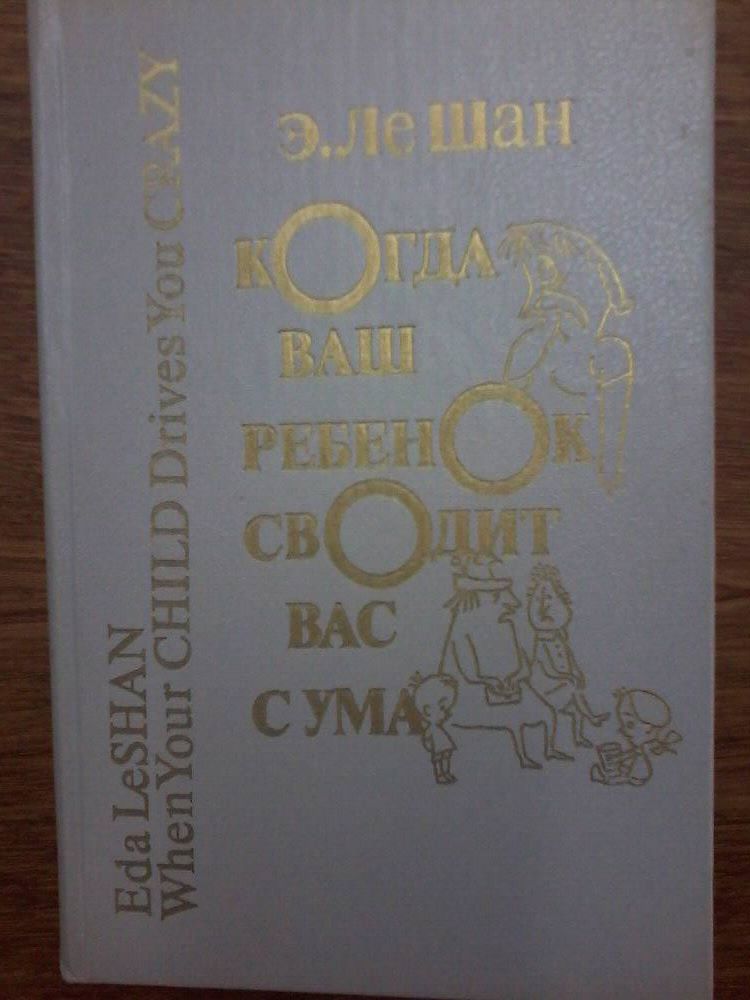 Э. Ле Шан
КОГДА
ВАШ
РЕБЕНОК
СВОДИТ
ВАС
С УМА
Eda LeSHAN
When Your CHILD Drives You CRAZY